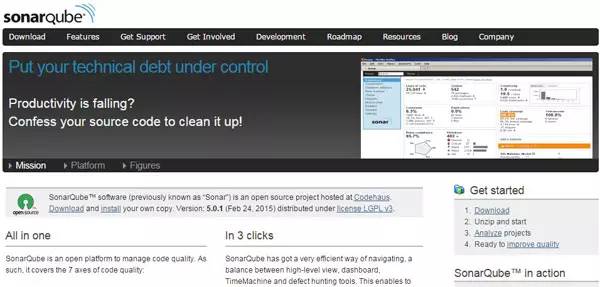 sonarqube™
Download Features Get Support Get Involved Development Roadmap Resources Blog Company
Put your technical debt under control
Productivity is falling?
Confess your source code to clean it up!
sonar
Mission Platform Figures
open source
SonarQube™ software (previously known as "Sonar") is an open source project hosted at Codehaus.
Download and install your own copy. Version: 5.0.1 (Feb 24, 2015) distributed under license LGPL v3.
Get started
1. Download
2. Unzip and start
3. Analyze projects
4. Ready to improve quality
All in one
SonarQube is an open platform to manage code quality. As
such, it covers the 7 axes of code quality:
In 3 clicks
SonarQube has got a very efficient way of navigating, a
balance between high-level view, dashboard,
TimeMachine and defect hunting tools. This enables to
SonarQube™ in action